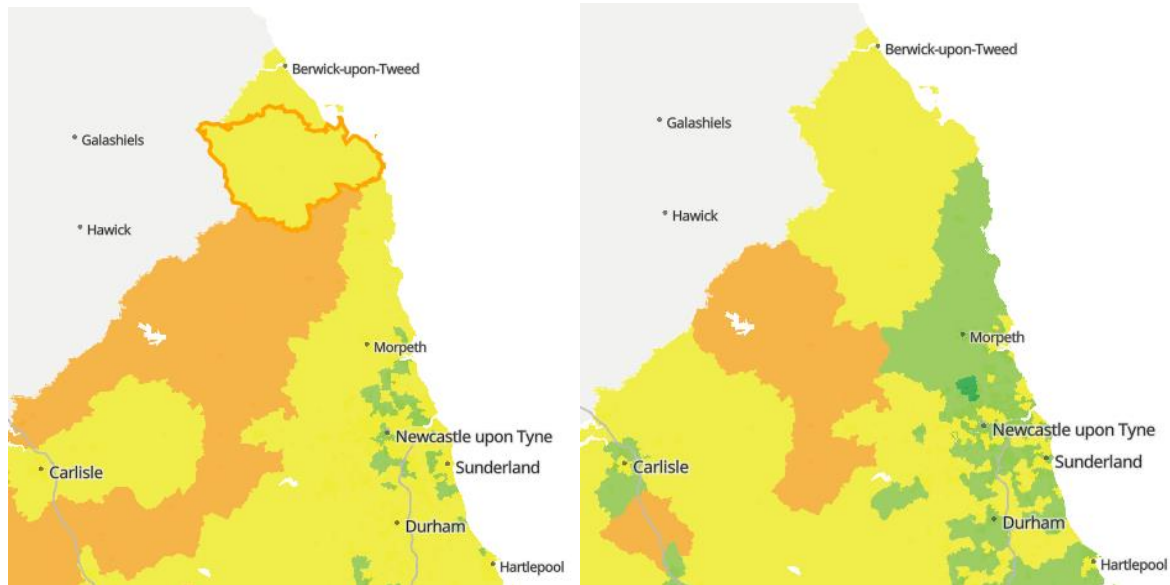 Berwick-upon-Tweed
Galashiels
Hawick
Morpeth
Newcastle upon Tyne
Carlisle
Sunderland
Durham
Hartlepool
Berwick-upon-Tweed
Galashiels
Hawick
Morpeth
Newcastle upon Tyne
Carlisle
Sunderland
Durham
Hartlepool